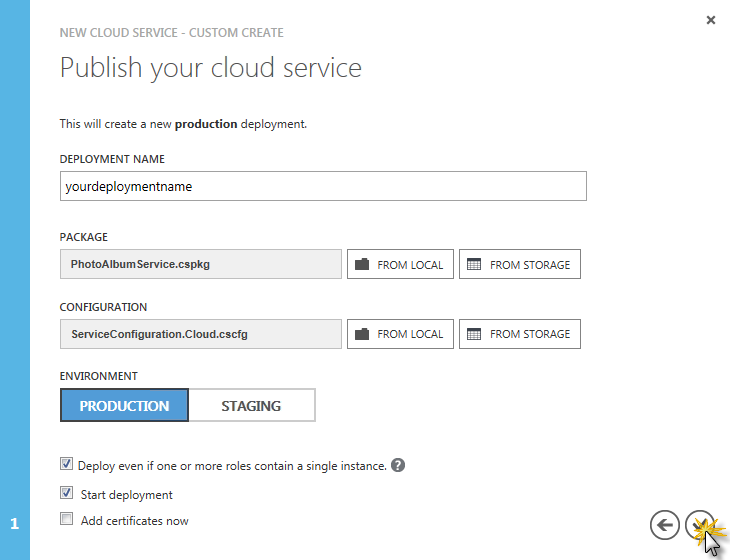 NEW CLOUD SERVICE - CUSTOM CREATE
Publish your cloud service
This will create a new production deployment.
DEPLOYMENT NAME
yourdeploymentname
PACKAGE
PhotoAlbumService.cspkg
FROM LOCAL
FROM STORAGE
CONFIGURATION
ServiceConfiguration.Cloud.cscfg
FROM LOCAL
FROM STORAGE
ENVIRONMENT
PRODUCTION
STAGING
Deploy even if one or more roles contain a single instance. ?
Start deployment
Add certificates now
1